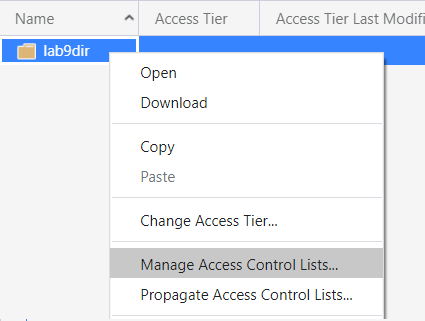 Name Access Tier Access Tier Last Modifi
lab9dir
Open
Download
Copy
Paste
Change Access Tier...
Manage Access Control Lists...
Propagate Access Control Lists...